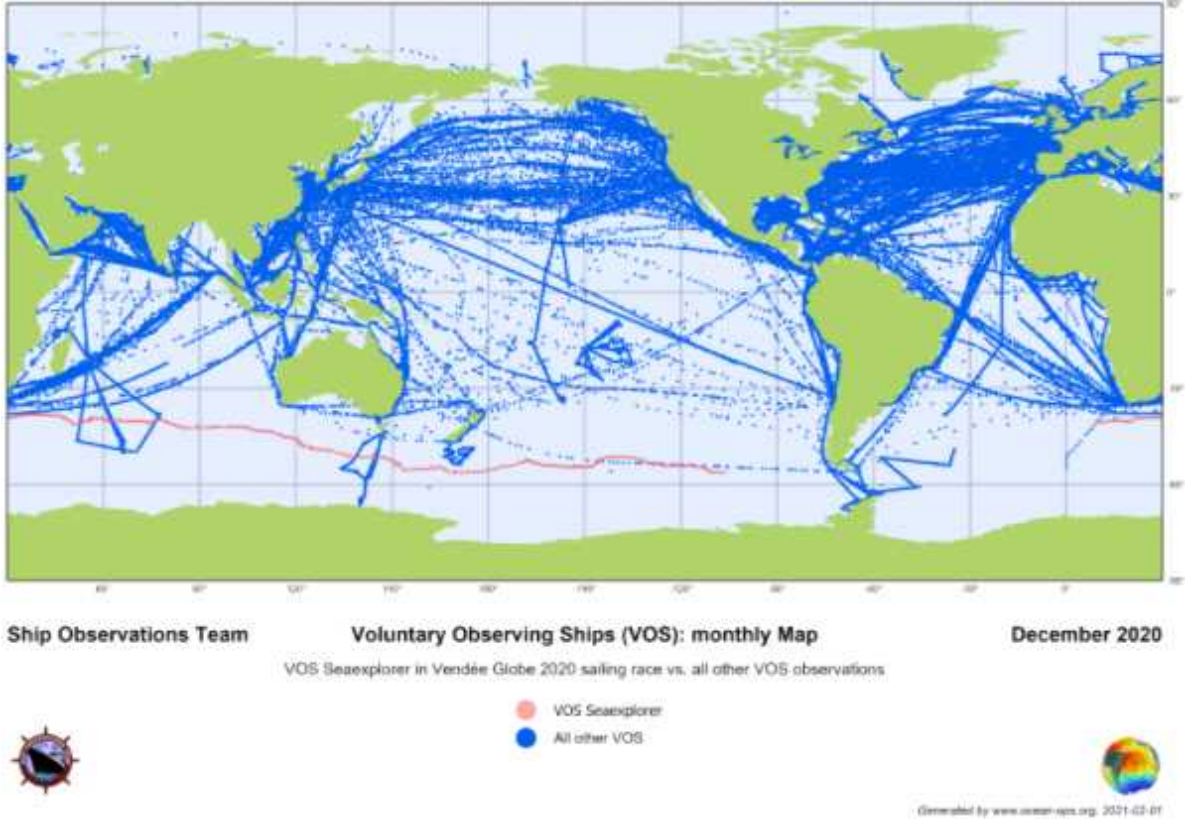 Ship Observations Team
Voluntary Observing Ships (VOS): monthly Map
December 2020
VOS Seaexplorer in Vendée Globe 2020 sailing race vs. all other VOS observations
VOS Seaexplorer
All other VOS
Generated by www.ocean-ops.org, 2021-02-01